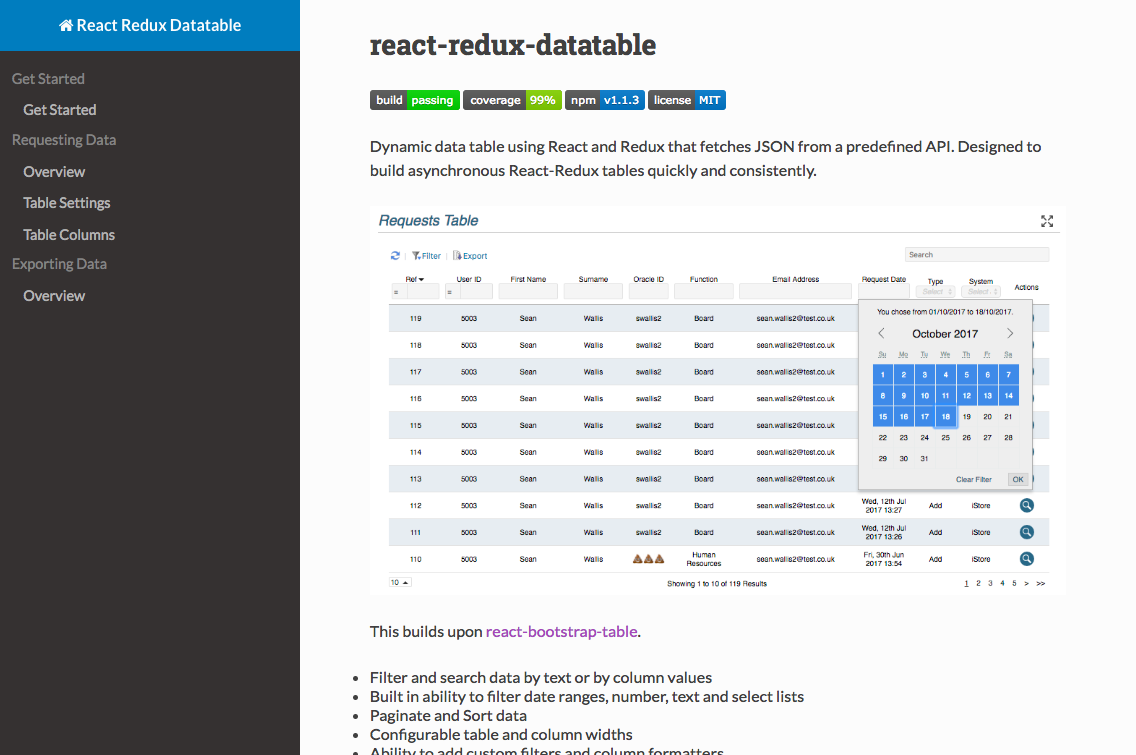 React Redux Datatable
Get Started
Get Started
Requesting Data
Overview
Table Settings
Table Columns
Exporting Data
Overview
react-redux-datatable
build passing coverage 99% npm v1.1.3 license MIT
Dynamic data table using React and Redux that fetches JSON from a predefined API. Designed to
build asynchronous React-Redux tables quickly and consistently.
Requests Table
Filter Export Search
Ref User ID First Name Surname Oracle ID Function Email Address Request Date Type System Actions
= = Select Select
You chose from 01/10/2017 to 18/10/2017.
October 2017
Su Mo Tu We Th Fr Sa
1 2 3 4 5 6 7
8 9 10 11 12 13 14
15 16 17 18 19 20 21
22 23 24 25 26 27 28
29 30 31
Clear Filter OK
119 5003 Sean Wallis swallis2 Board sean.wallis2@test.co.uk
118 5003 Sean Wallis swallis2 Board sean.wallis2@test.co.uk
117 5003 Sean Wallis swallis2 Board sean.wallis2@test.co.uk
116 5003 Sean Wallis swallis2 Board sean.wallis2@test.co.uk
115 5003 Sean Wallis swallis2 Board sean.wallis2@test.co.uk
114 5003 Sean Wallis swallis2 Board sean.wallis2@test.co.uk
113 5003 Sean Wallis swallis2 Board sean.wallis2@test.co.uk
112 5003 Sean Wallis swallis2 Board sean.wallis2@test.co.uk Wed, 12th Jul 2017 13:27 Add iStore
111 5003 Sean Wallis swallis2 Board sean.wallis2@test.co.uk Wed, 12th Jul 2017 13:26 Add iStore
110 5003 Sean Wallis 💩💩💩 Human Resources sean.wallis2@test.co.uk Fri, 30th Jun 2017 13:54 Add iStore
10 Showing 1 to 10 of 119 Results 1 2 3 4 5 > >>
This builds upon react-bootstrap-table.
• Filter and search data by text or by column values
• Built in ability to filter date ranges, number, text and select lists
• Paginate and Sort data
• Configurable table and column widths
• Ability to add custom filters and column formatters